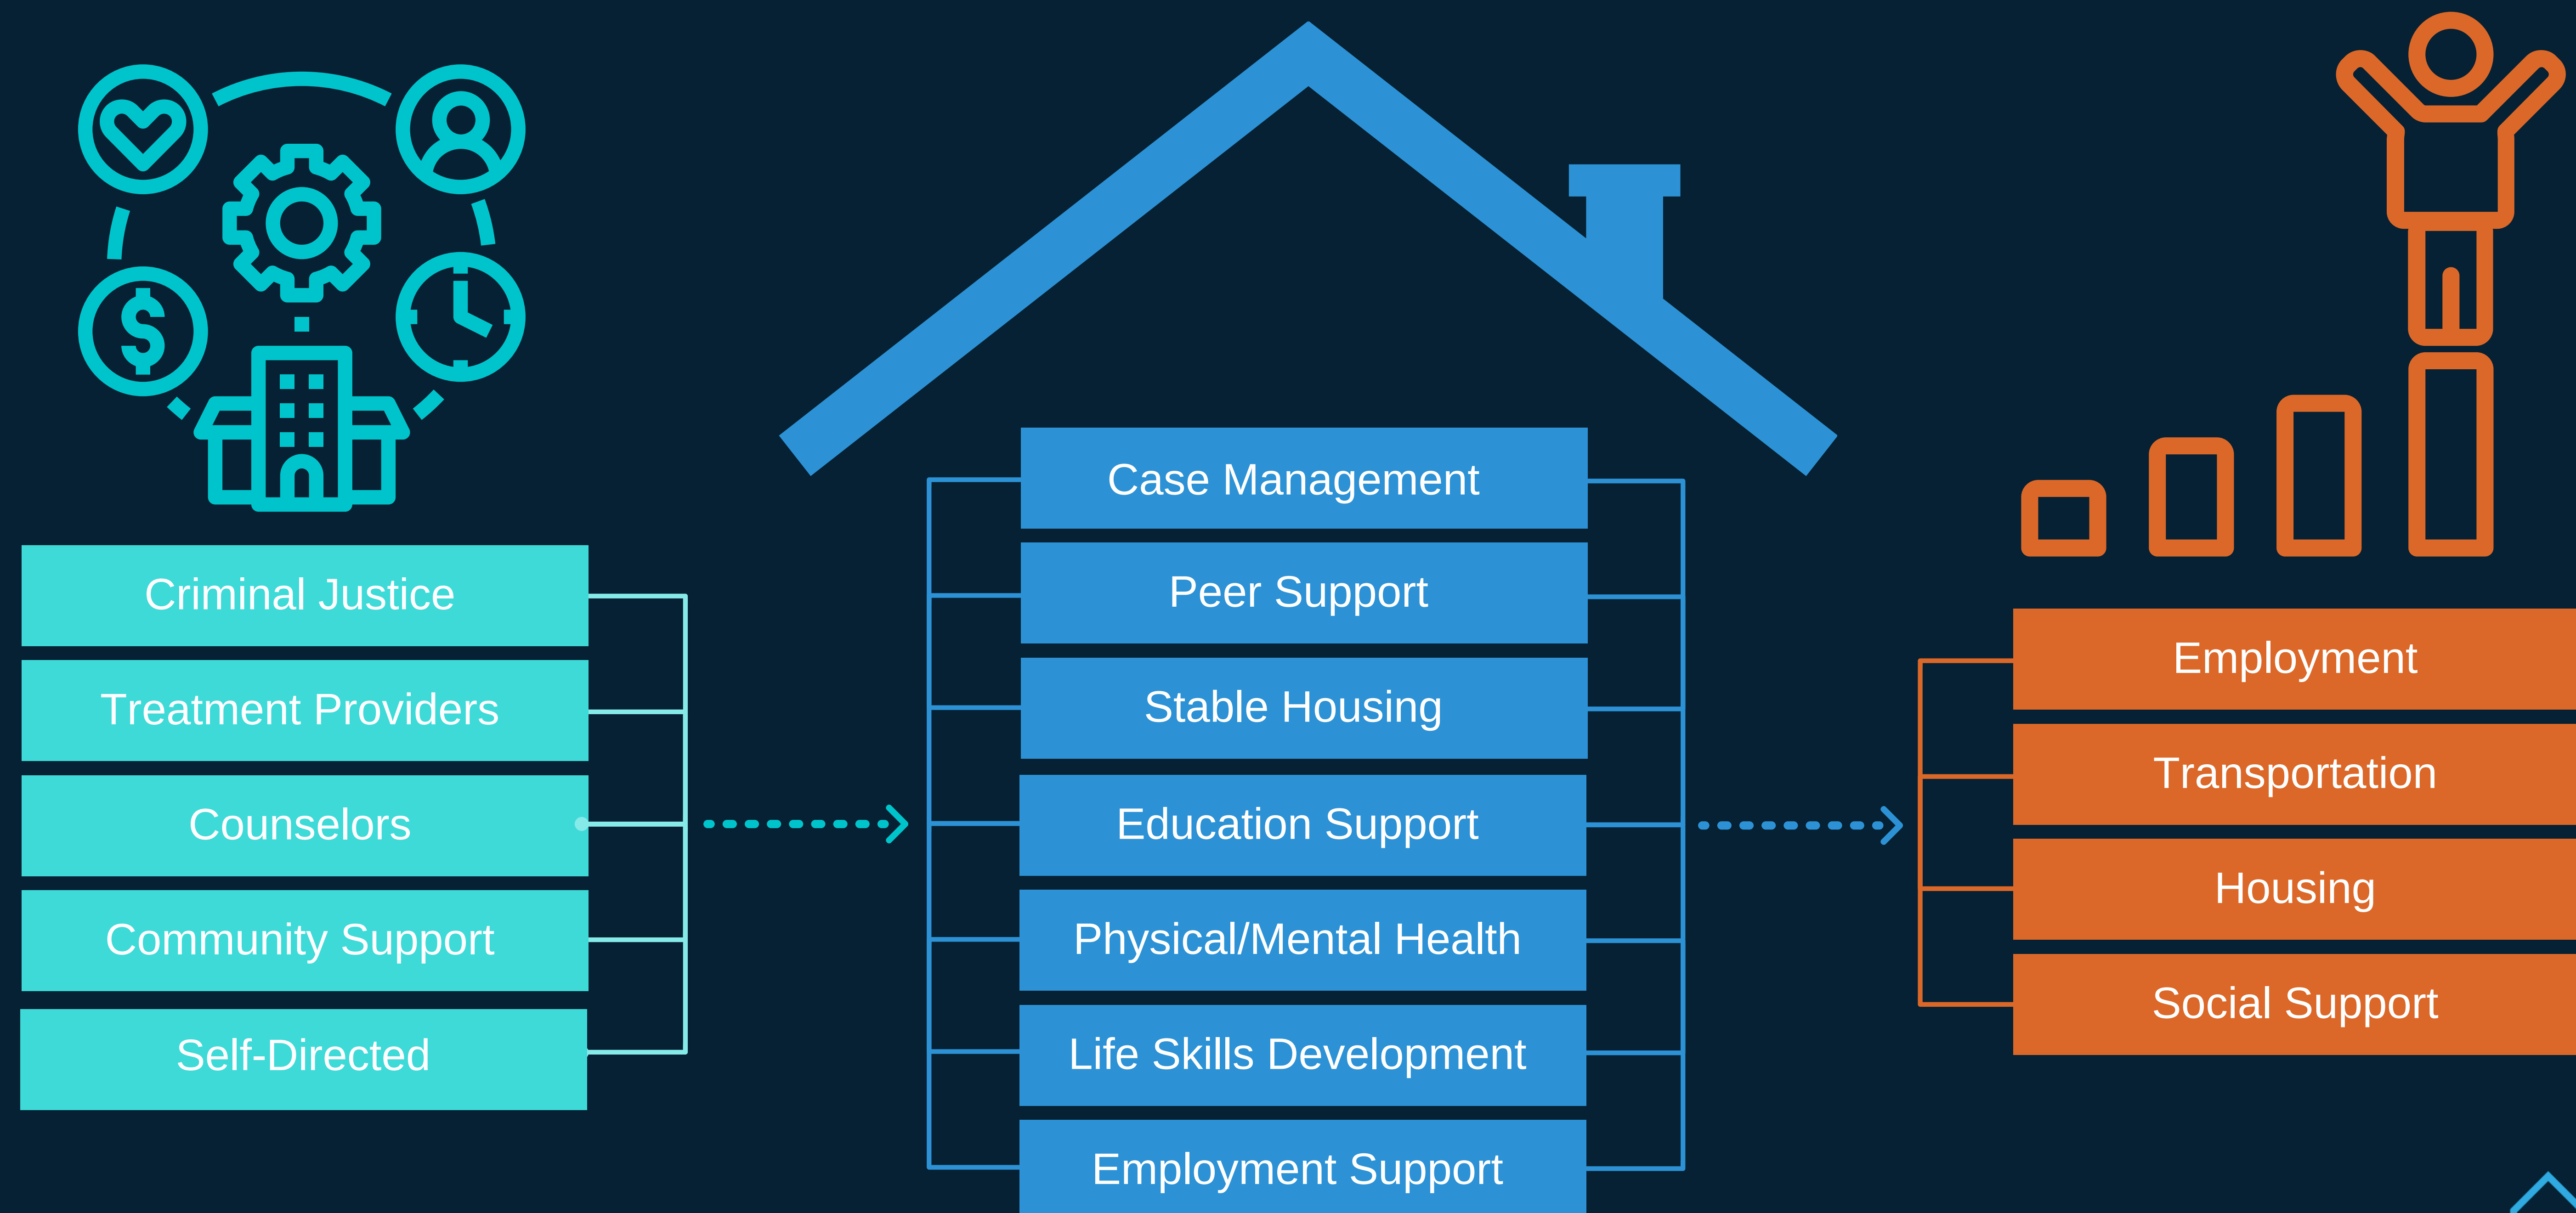 Criminal Justice
Treatment Providers
Counselors
Community Support
Self-Directed
Case Management
Peer Support
Stable Housing
Education Support
Physical/Mental Health
Life Skills Development
Employment Support
Employment
Transportation
Housing
Social Support